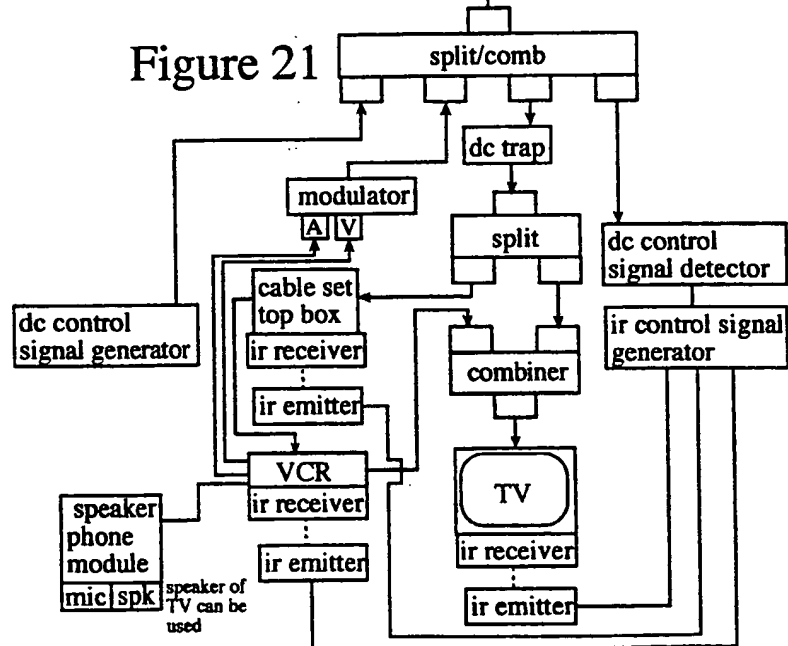 Figure 21
split/comb
dc trap
modulator
A V
split
dc control
signal detector
cable set
top box
ir receiver
dc control
signal generator
ir control signal
generator
combiner
ir emitter
VCR
ir receiver
TV
speaker
phone
module
mic spk
speaker of
TV can be
used
ir emitter
ir receiver
ir emitter